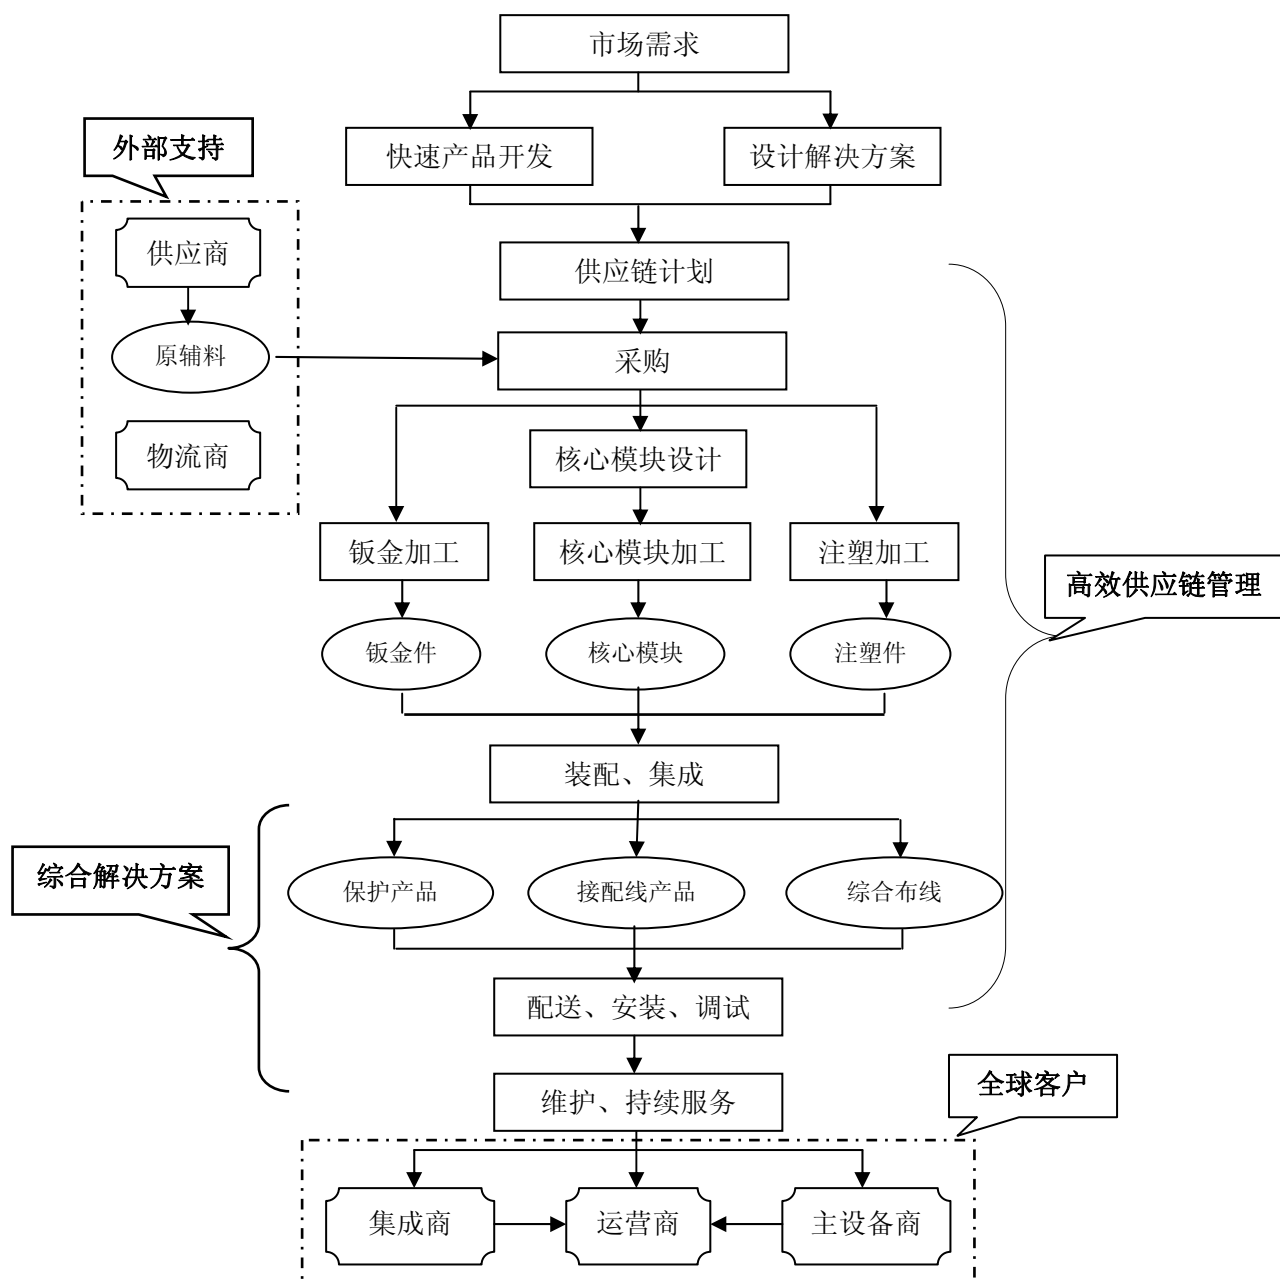 市场需求
外部支持
快速产品开发
设计解决方案
供应商
供应链计划
原辅料
采购
物流商
核心模块设计
钣金加工
核心模块加工
注塑加工
高效供应链管理
钣金件
核心模块
注塑件
装配、集成
综合解决方案
保护产品
接配线产品
综合布线
配送、安装、调试
全球客户
维护、持续服务
集成商
运营商
主设备商